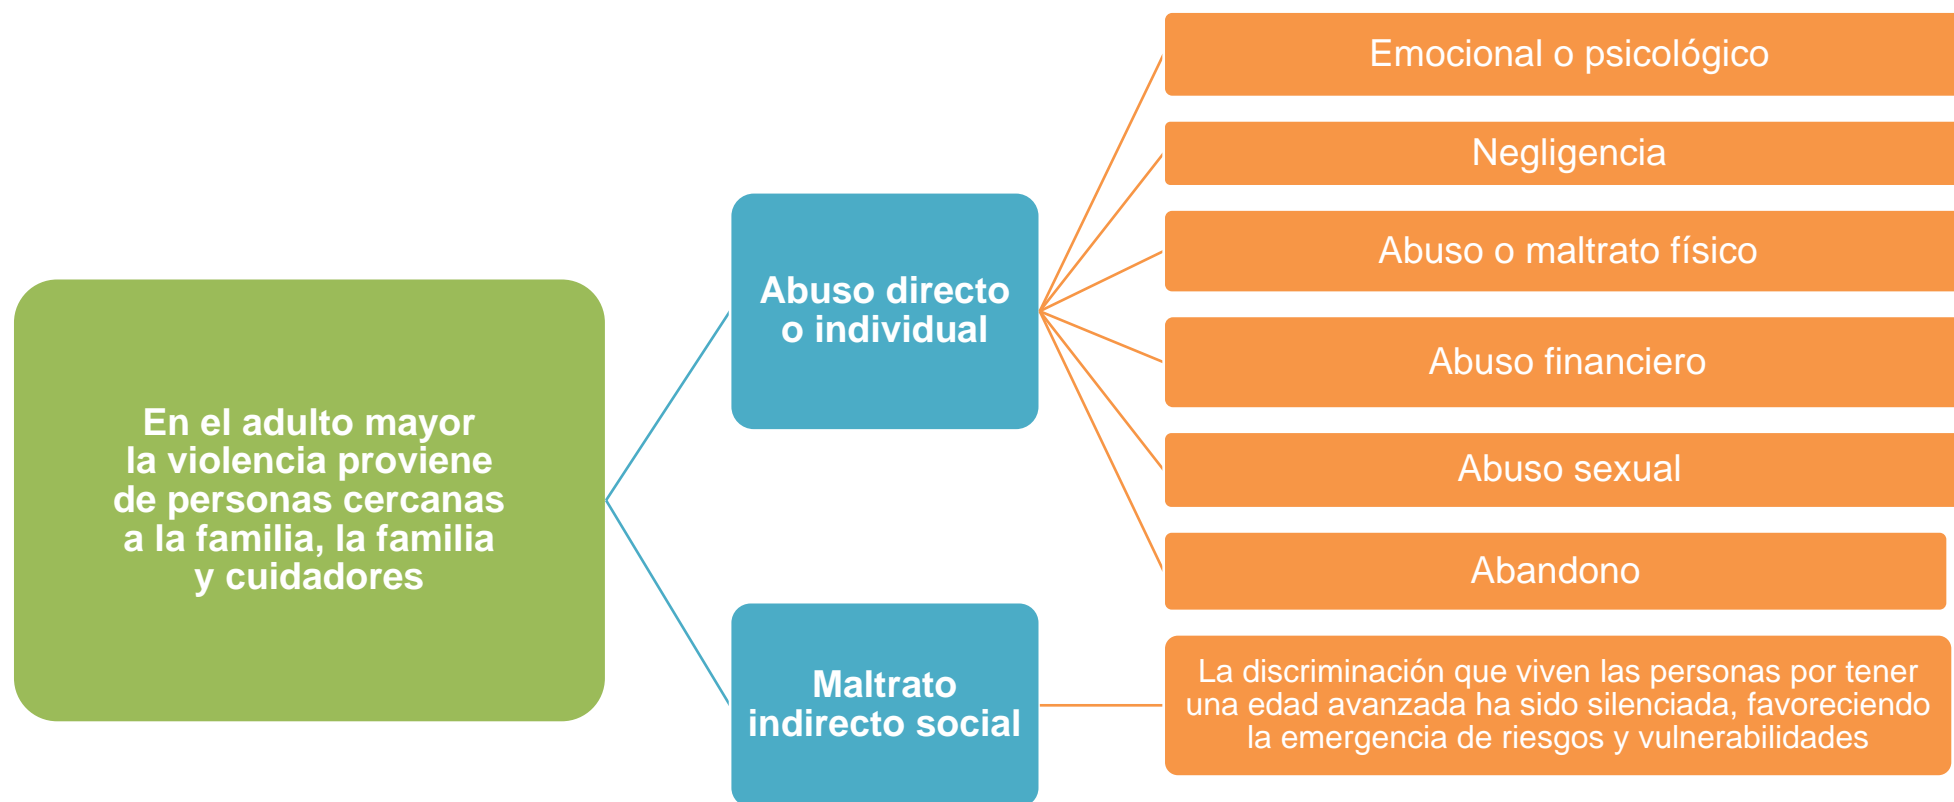 En el adulto mayor
la violencia proviene
de personas cercanas
a la familia, la familia
y cuidadores
Abuso directo
o individual
Emocional o psicológico
Negligencia
Abuso o maltrato físico
Abuso financiero
Abuso sexual
Abandono
Maltrato
indirecto social
La discriminación que viven las personas por tener
una edad avanzada ha sido silenciada, favoreciendo
la emergencia de riesgos y vulnerabilidades